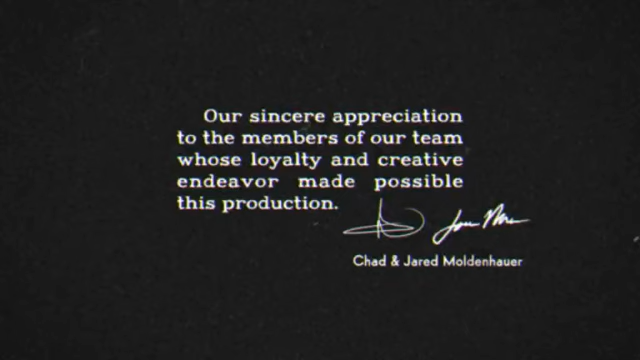 Our sincere appreciation
to the members of our team
whose loyalty and creative
endeavor made possible
this production.
Chad & Jared Moldenhauer